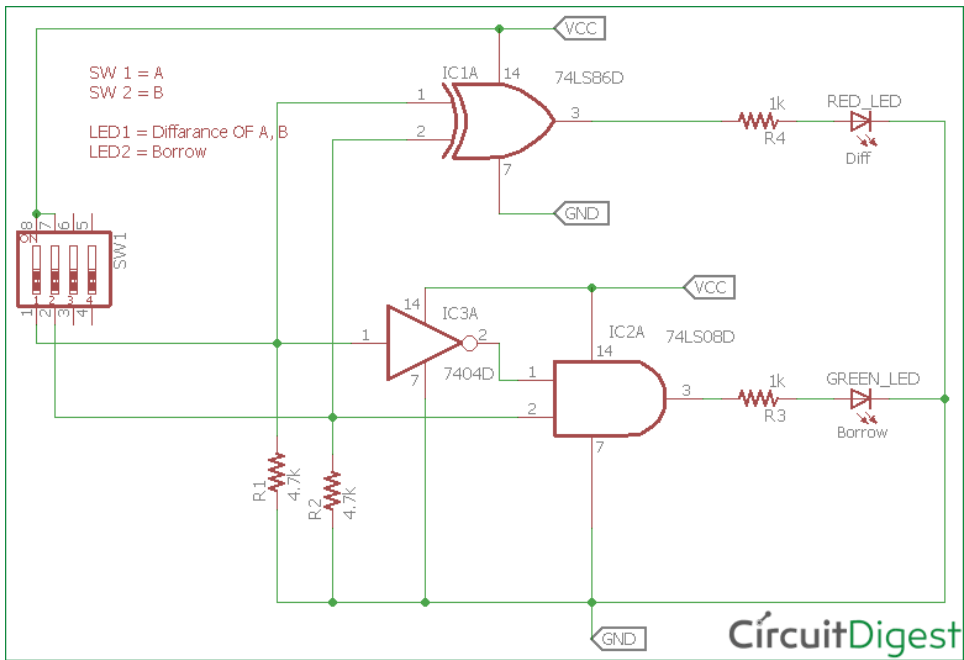 VCC
SW 1 = A
SW 2 = B
LED1 = Diffarance OF A, B
LED2 = Borrow
IC1A
14
74LS86D
1
2
3
7
1k
R4
RED_LED
Diff
GND
8
7
6
5
ON
1
2
3
4
SW1
1
2
3
4
VCC
14
IC3A
1
2
7
7404D
IC2A
74LS08D
14
1
2
3
7
1k
R3
GREEN_LED
Borrow
R1
4.7k
R2
4.7k
GND
CircuitDigest